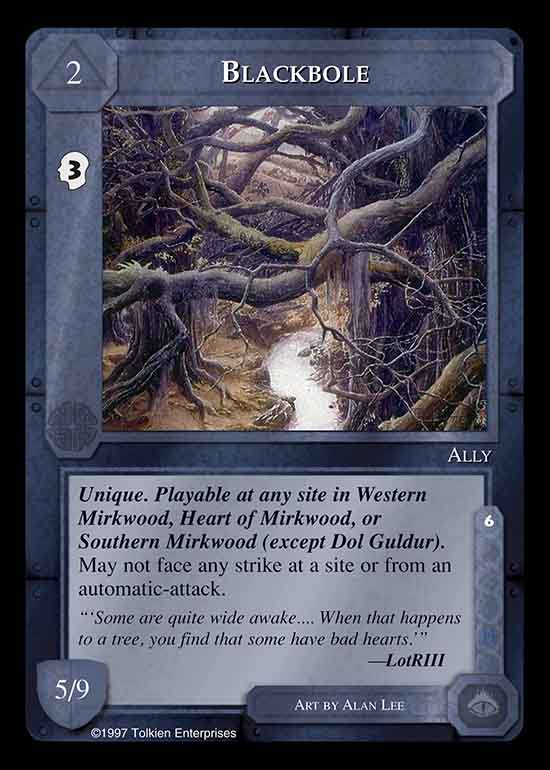 2
BLACKBOLE
3
ALLY
Unique. Playable at any site in Western
Mirkwood, Heart of Mirkwood, or
Southern Mirkwood (except Dol Guldur).
May not face any strike at a site or from an
automatic-attack.
“‘Some are quite wide awake.... When that happens
to a tree, you find that some have bad hearts.’”
—LotRIII
6
5/9
ART BY ALAN LEE
©1997 Tolkien Enterprises